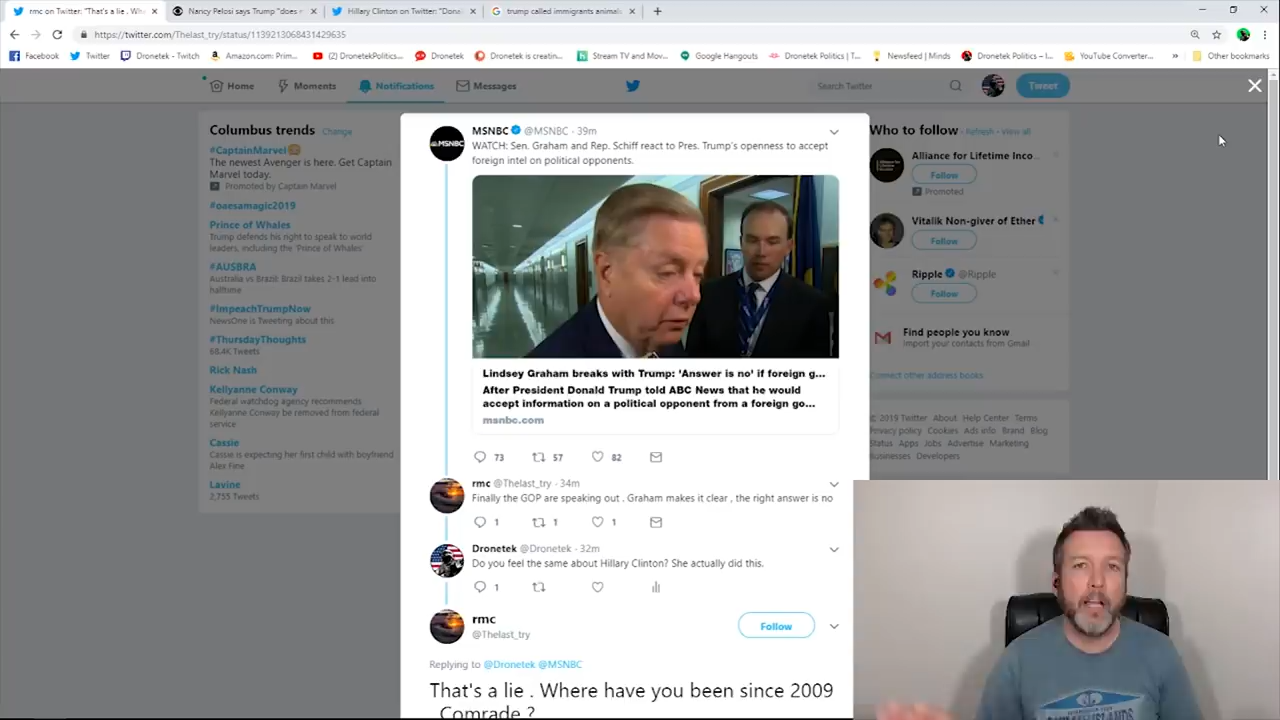 rmc on Twitter: "That's a lie . Wh
Nancy Pelosi says Trump "does
Hillary Clinton on Twitter: "Dona
trump called immigrants animals
https://twitter.com/Thelast_try/status/1139213068431429635
Facebook
Twitter
Dronetek - Twitch
Amazon.com: Prim...
(2) DronetekPolitics...
Dronetek
Dronetek is creatin...
Stream TV and Mov...
Google Hangouts
Dronetek Politics -...
Newsfeed | Minds
Dronetek Politics – I...
YouTube Converter...
Other bookmarks
Home
Moments
Notifications
Messages
Search Twitter
Tweet
Columbus trends Change
#CaptainMarvel
The newest Avenger is here. Get Captain
Marvel today.
Promoted by Captain Marvel
#oaesamagic2019
Prince of Whales
Trump defends his right to speak to world
leaders, including the 'Prince of Whales'
#AUSBRA
Australia vs Brazil: Brazil takes 2-1 lead into
halftime
#ImpeachTrumpNow
NewsOne is Tweeting about this
#ThursdayThoughts
68.4K Tweets
Rick Nash
Kellyanne Conway
Federal watchdog agency recommends
Kellyanne Conway be removed from federal
service
Cassie
Cassie is expecting her first child with boyfriend
Alex Fine
Lavine
2,755 Tweets
MSNBC @MSNBC · 39m
WATCH: Sen. Graham and Rep. Schiff react to Pres. Trump's openness to accept
foreign intel on political opponents.
Lindsey Graham breaks with Trump: 'Answer is no' if foreign g...
After President Donald Trump told ABC News that he would
accept information on a political opponent from a foreign go...
msnbc.com
73 57 82
rmc @Thelast_try · 34m
Finally the GOP are speaking out . Graham makes it clear , the right answer is no
1 1 1
Dronetek @Dronetek · 32m
Do you feel the same about Hillary Clinton? She actually did this.
1
rmc
@Thelast_try
Follow
Replying to @Dronetek @MSNBC
That's a lie . Where have you been since 2009
Comrade ?
Who to follow · Refresh · View all
Alliance for Lifetime Inco...
Follow
Promoted
Vitalik Non-giver of Ether
Follow
Ripple @Ripple
Follow
Find people you know
Import your contacts from Gmail
Connect other address books
© 2019 Twitter About Help Center Terms
Privacy policy Cookies Ads info Brand Blog
Status Apps Jobs Advertise Marketing
Businesses Developers